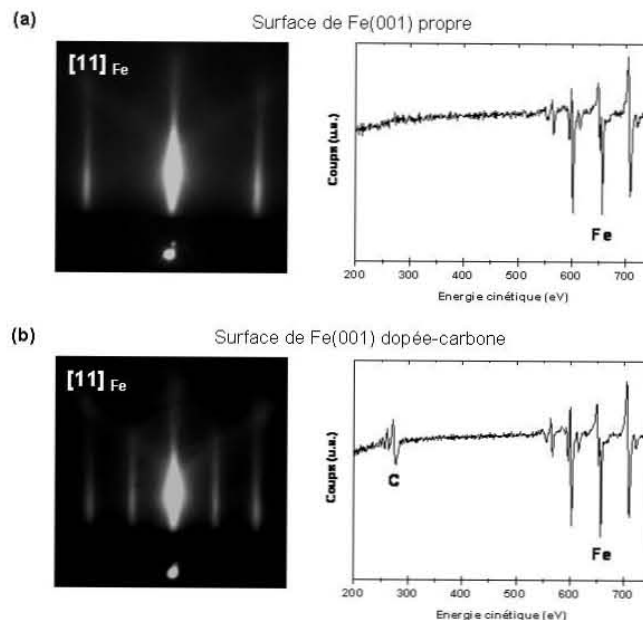 (a)
Surface de Fe(001) propre
[11] Fe
Coups (u.a.)
Fe
200 300 400 500 600 700
Energie cinétique (eV)
(b)
Surface de Fe(001) dopée-carbone
[11] Fe
Coups (u.a.)
C
Fe
200 300 400 500 600 700
Energie cinétique (eV)